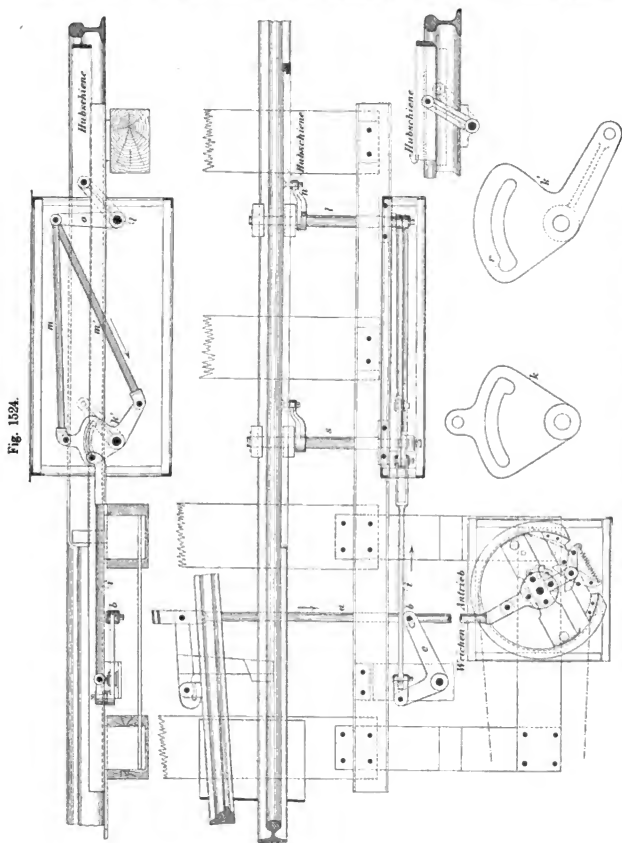 Fig. 1524.
Hubschiene
m
m'
o
l
k'
i
b
Hubschiene
n
l
s
a
i
b
c
e
Weichen Antrieb
Hubschiene
r
k'
k